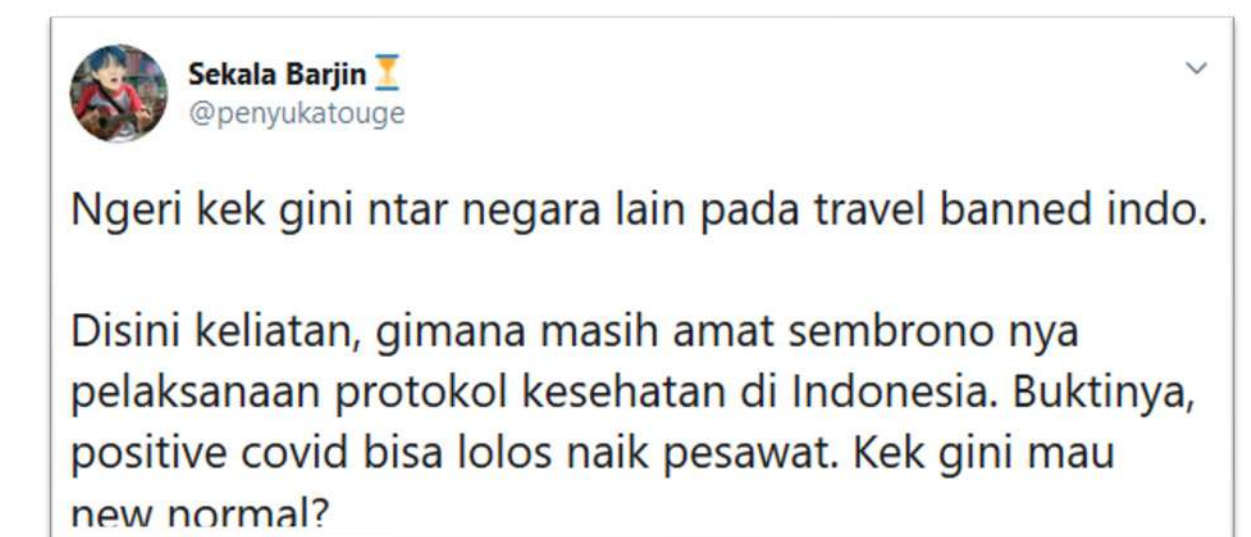 Sekala Barjin⏳
@penyukatouge
Ngeri kek gini ntar negara lain pada travel banned indo.
Disini keliatan, gimana masih amat sembrono nya
pelaksanaan protokol kesehatan di Indonesia. Buktinya,
positive covid bisa lolos naik pesawat. Kek gini mau
new normal?